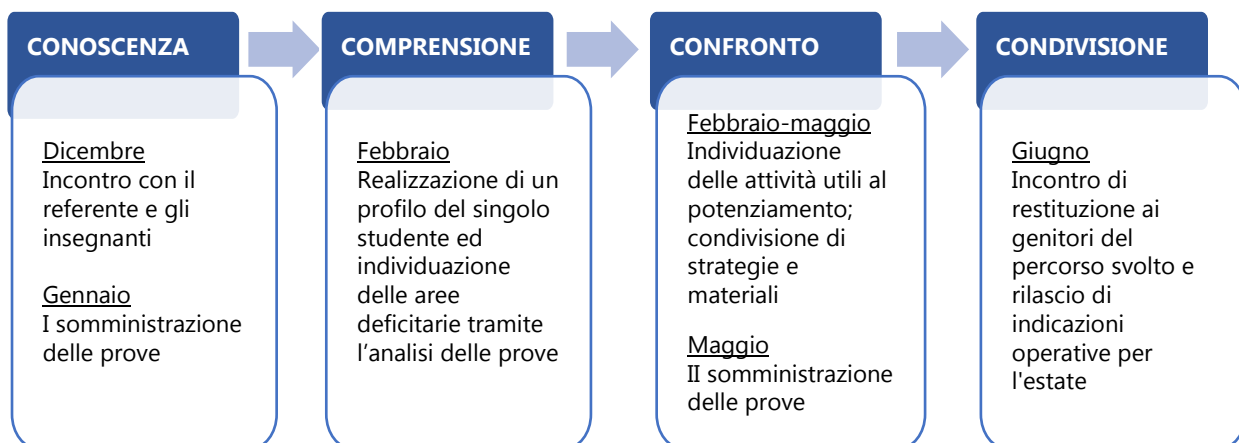 CONOSCENZA
Dicembre
Incontro con il
referente e gli
insegnanti
Gennaio
I somministrazione
delle prove
COMPRENSIONE
Febbraio
Realizzazione di un
profilo del singolo
studente ed
individuazione
delle aree
deficitarie tramite
l'analisi delle prove
CONFRONTO
Febbraio-maggio
Individuazione
delle attività utili al
potenziamento;
condivisione di
strategie e
materiali
Maggio
II somministrazione
delle prove
CONDIVISIONE
Giugno
Incontro di
restituzione ai
genitori del
percorso svolto e
rilascio di
indicazioni
operative per
l'estate